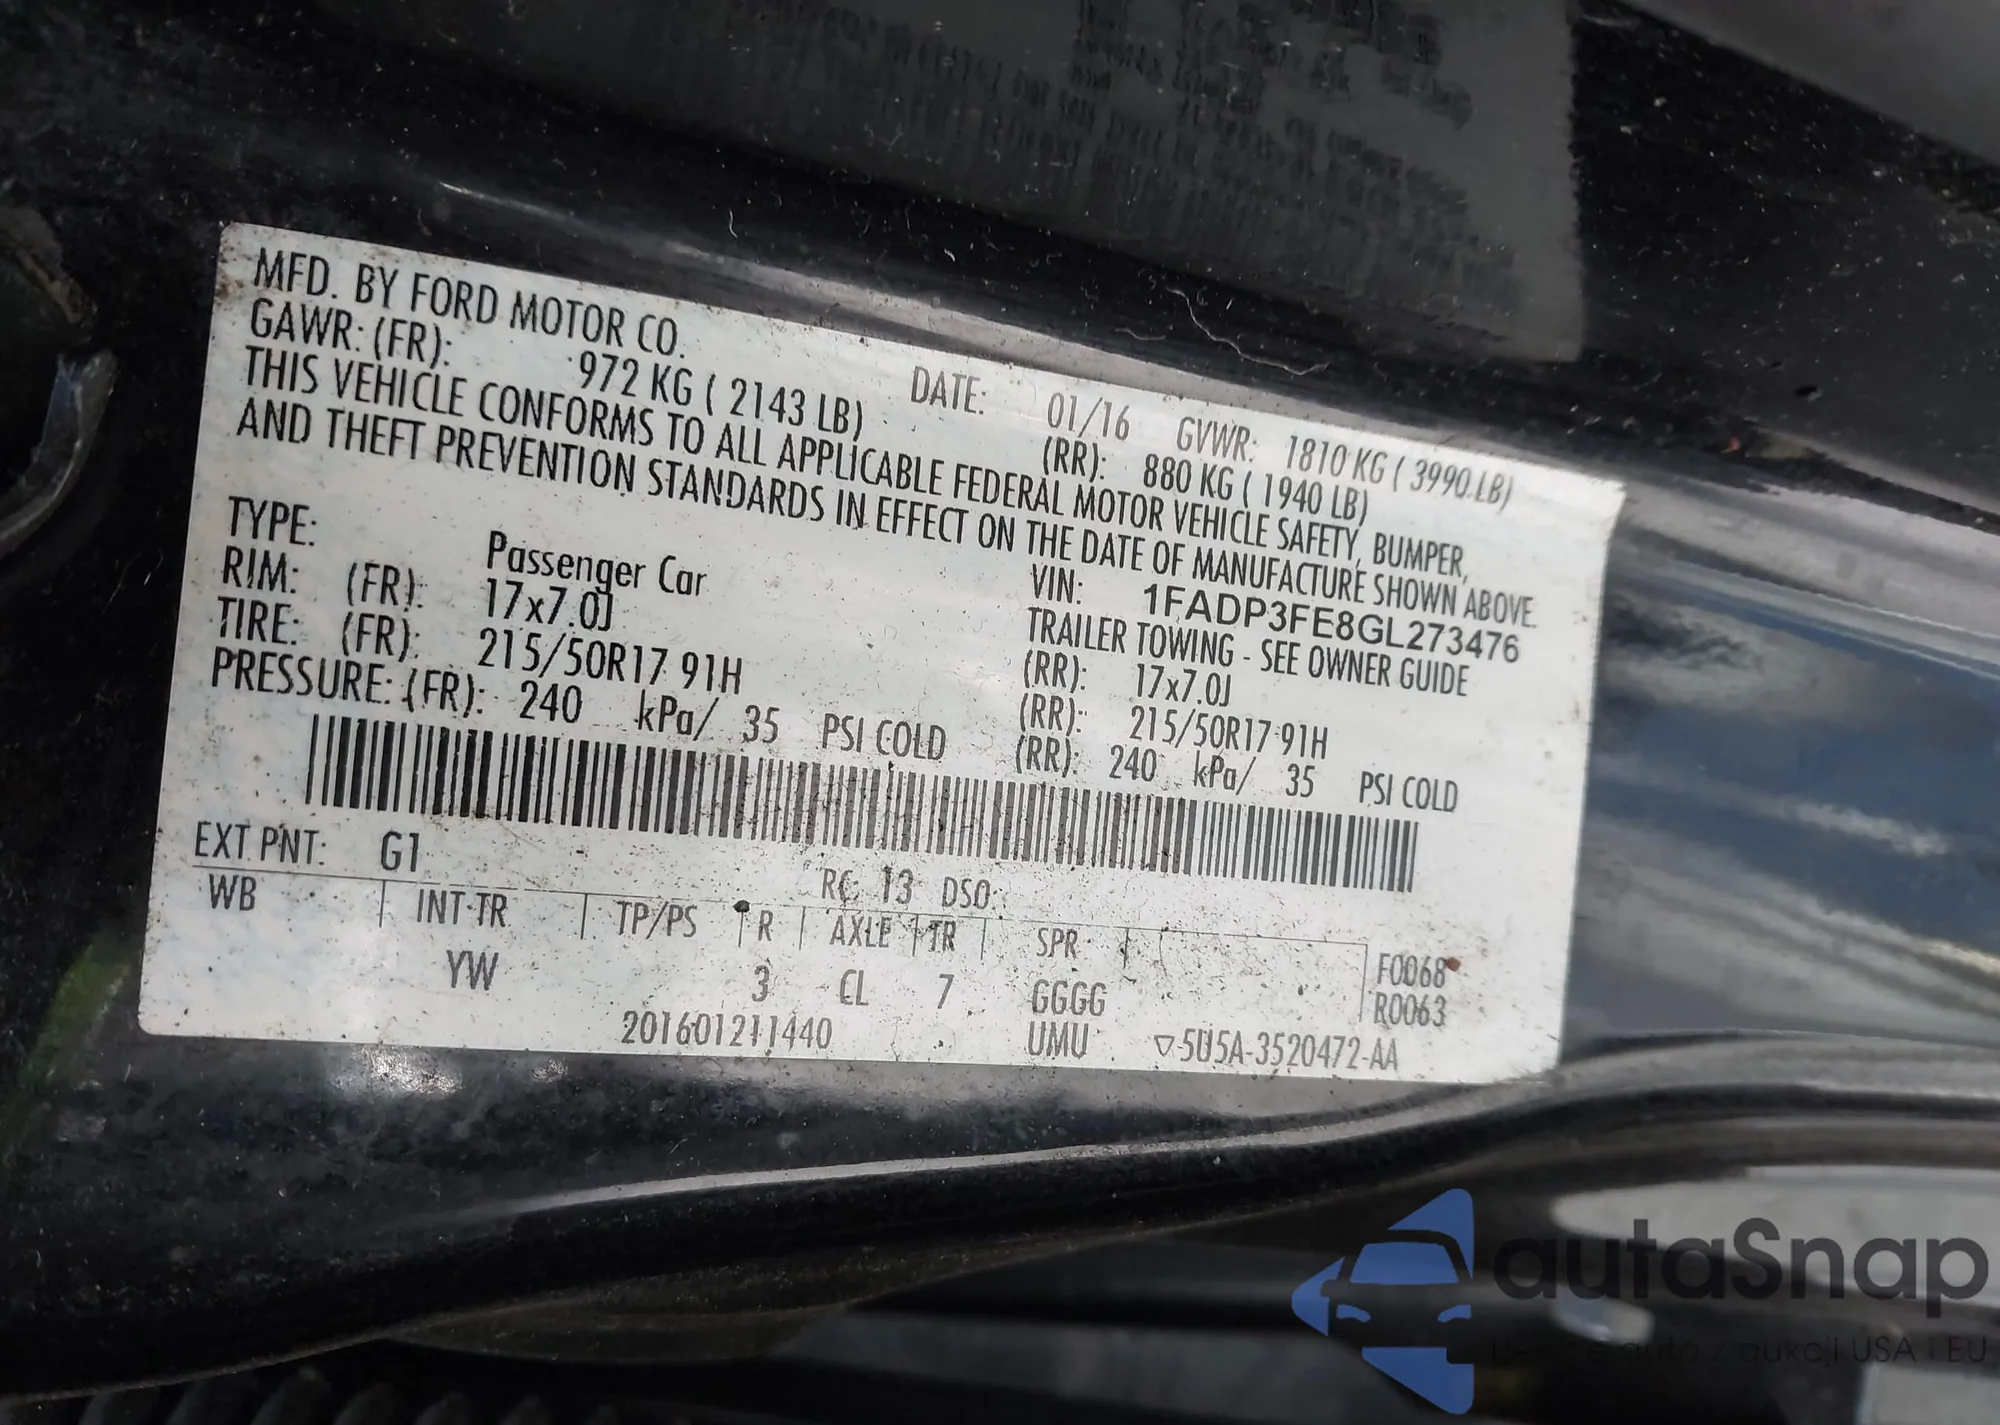 MFD. BY FORD MOTOR CO.
DATE: 01/16 GVWR: 1810 KG ( 3990 LB)
GAWR: (FR): 972 KG ( 2143 LB) (RR): 880 KG ( 1940 LB)
THIS VEHICLE CONFORMS TO ALL APPLICABLE FEDERAL MOTOR VEHICLE SAFETY, BUMPER,
AND THEFT PREVENTION STANDARDS IN EFFECT ON THE DATE OF MANUFACTURE SHOWN ABOVE.
VIN: 1FADP3FE8GL273476
TYPE: Passenger Car TRAILER TOWING - SEE OWNER GUIDE
RIM: (FR): 17x7.0J (RR): 17x7.0J
TIRE: (FR): 215/50R17 91H (RR): 215/50R17 91H
PRESSURE: (FR): 240 kPa/ 35 PSI COLD (RR): 240 kPa/ 35 PSI COLD
EXT PNT: G1 RC: 13 DSO:
WB INT TR TP/PS R AXLE TR SPR F0068
YW 3 CL 7 GGGG R0063
201601211440 UMU ▽5U5A-3520472-AA
autaSnap
auto z aukcji USA i EU